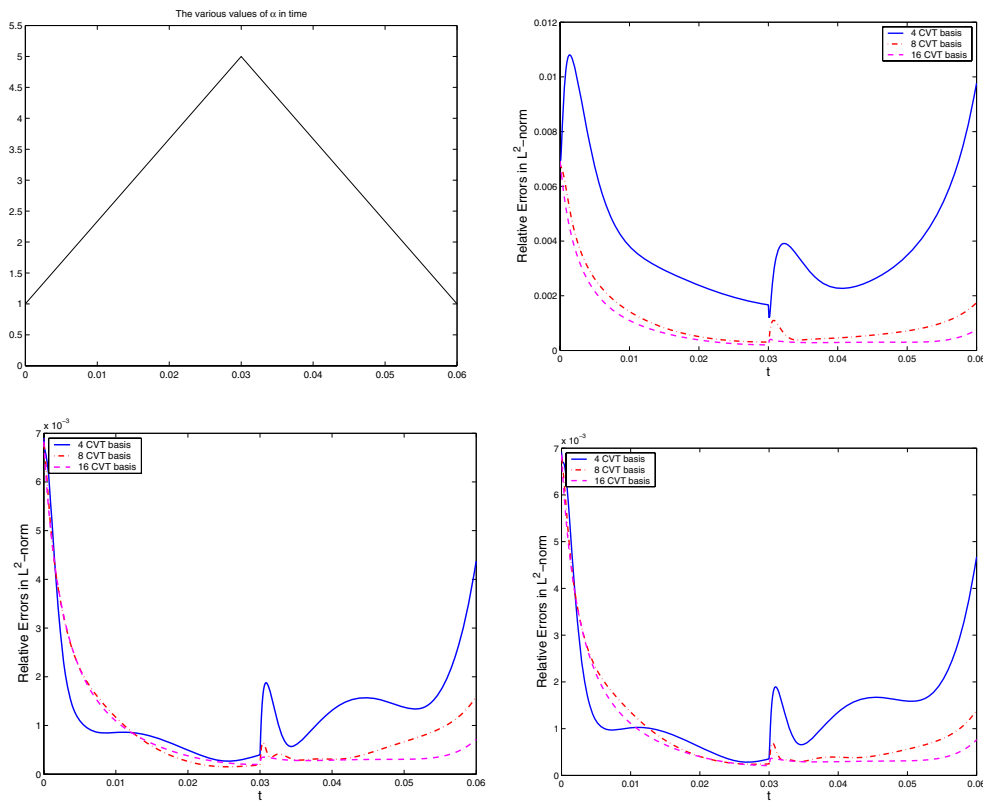 The various values of α in time
5.5
5
4.5
4
3.5
3
2.5
2
1.5
1
0.5
0
0 0.01 0.02 0.03 0.04 0.05 0.06
0.012
0.01
0.008
0.006
0.004
0.002
0
Relative Errors in L²−norm
4 CVT basis
8 CVT basis
16 CVT basis
0 0.01 0.02 0.03 0.04 0.05 0.06
t
x 10⁻³
7
6
5
4
3
2
1
0
Relative Errors in L²−norm
4 CVT basis
8 CVT basis
16 CVT basis
0 0.01 0.02 0.03 0.04 0.05 0.06
t
x 10⁻³
7
6
5
4
3
2
1
0
Relative Errors in L²−norm
4 CVT basis
8 CVT basis
16 CVT basis
0 0.01 0.02 0.03 0.04 0.05 0.06
t